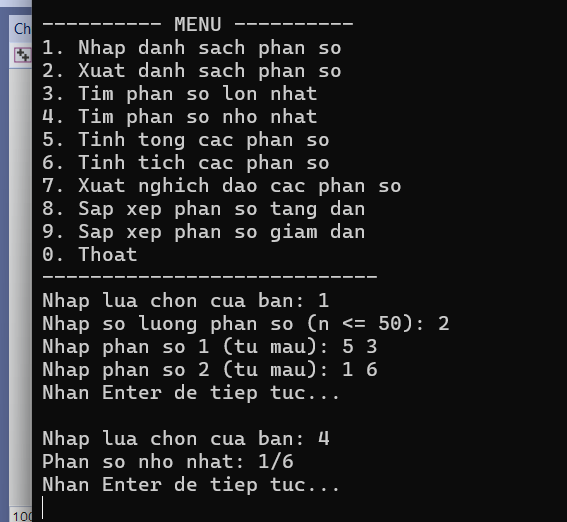 Ch
---------- MENU ----------
1. Nhap danh sach phan so
2. Xuat danh sach phan so
3. Tim phan so lon nhat
4. Tim phan so nho nhat
5. Tinh tong cac phan so
6. Tinh tich cac phan so
7. Xuat nghich dao cac phan so
8. Sap xep phan so tang dan
9. Sap xep phan so giam dan
0. Thoat
----------------------------
Nhap lua chon cua ban: 1
Nhap so luong phan so (n <= 50): 2
Nhap phan so 1 (tu mau): 5 3
Nhap phan so 2 (tu mau): 1 6
Nhan Enter de tiep tuc...
Nhap lua chon cua ban: 4
Phan so nho nhat: 1/6
Nhan Enter de tiep tuc...
100